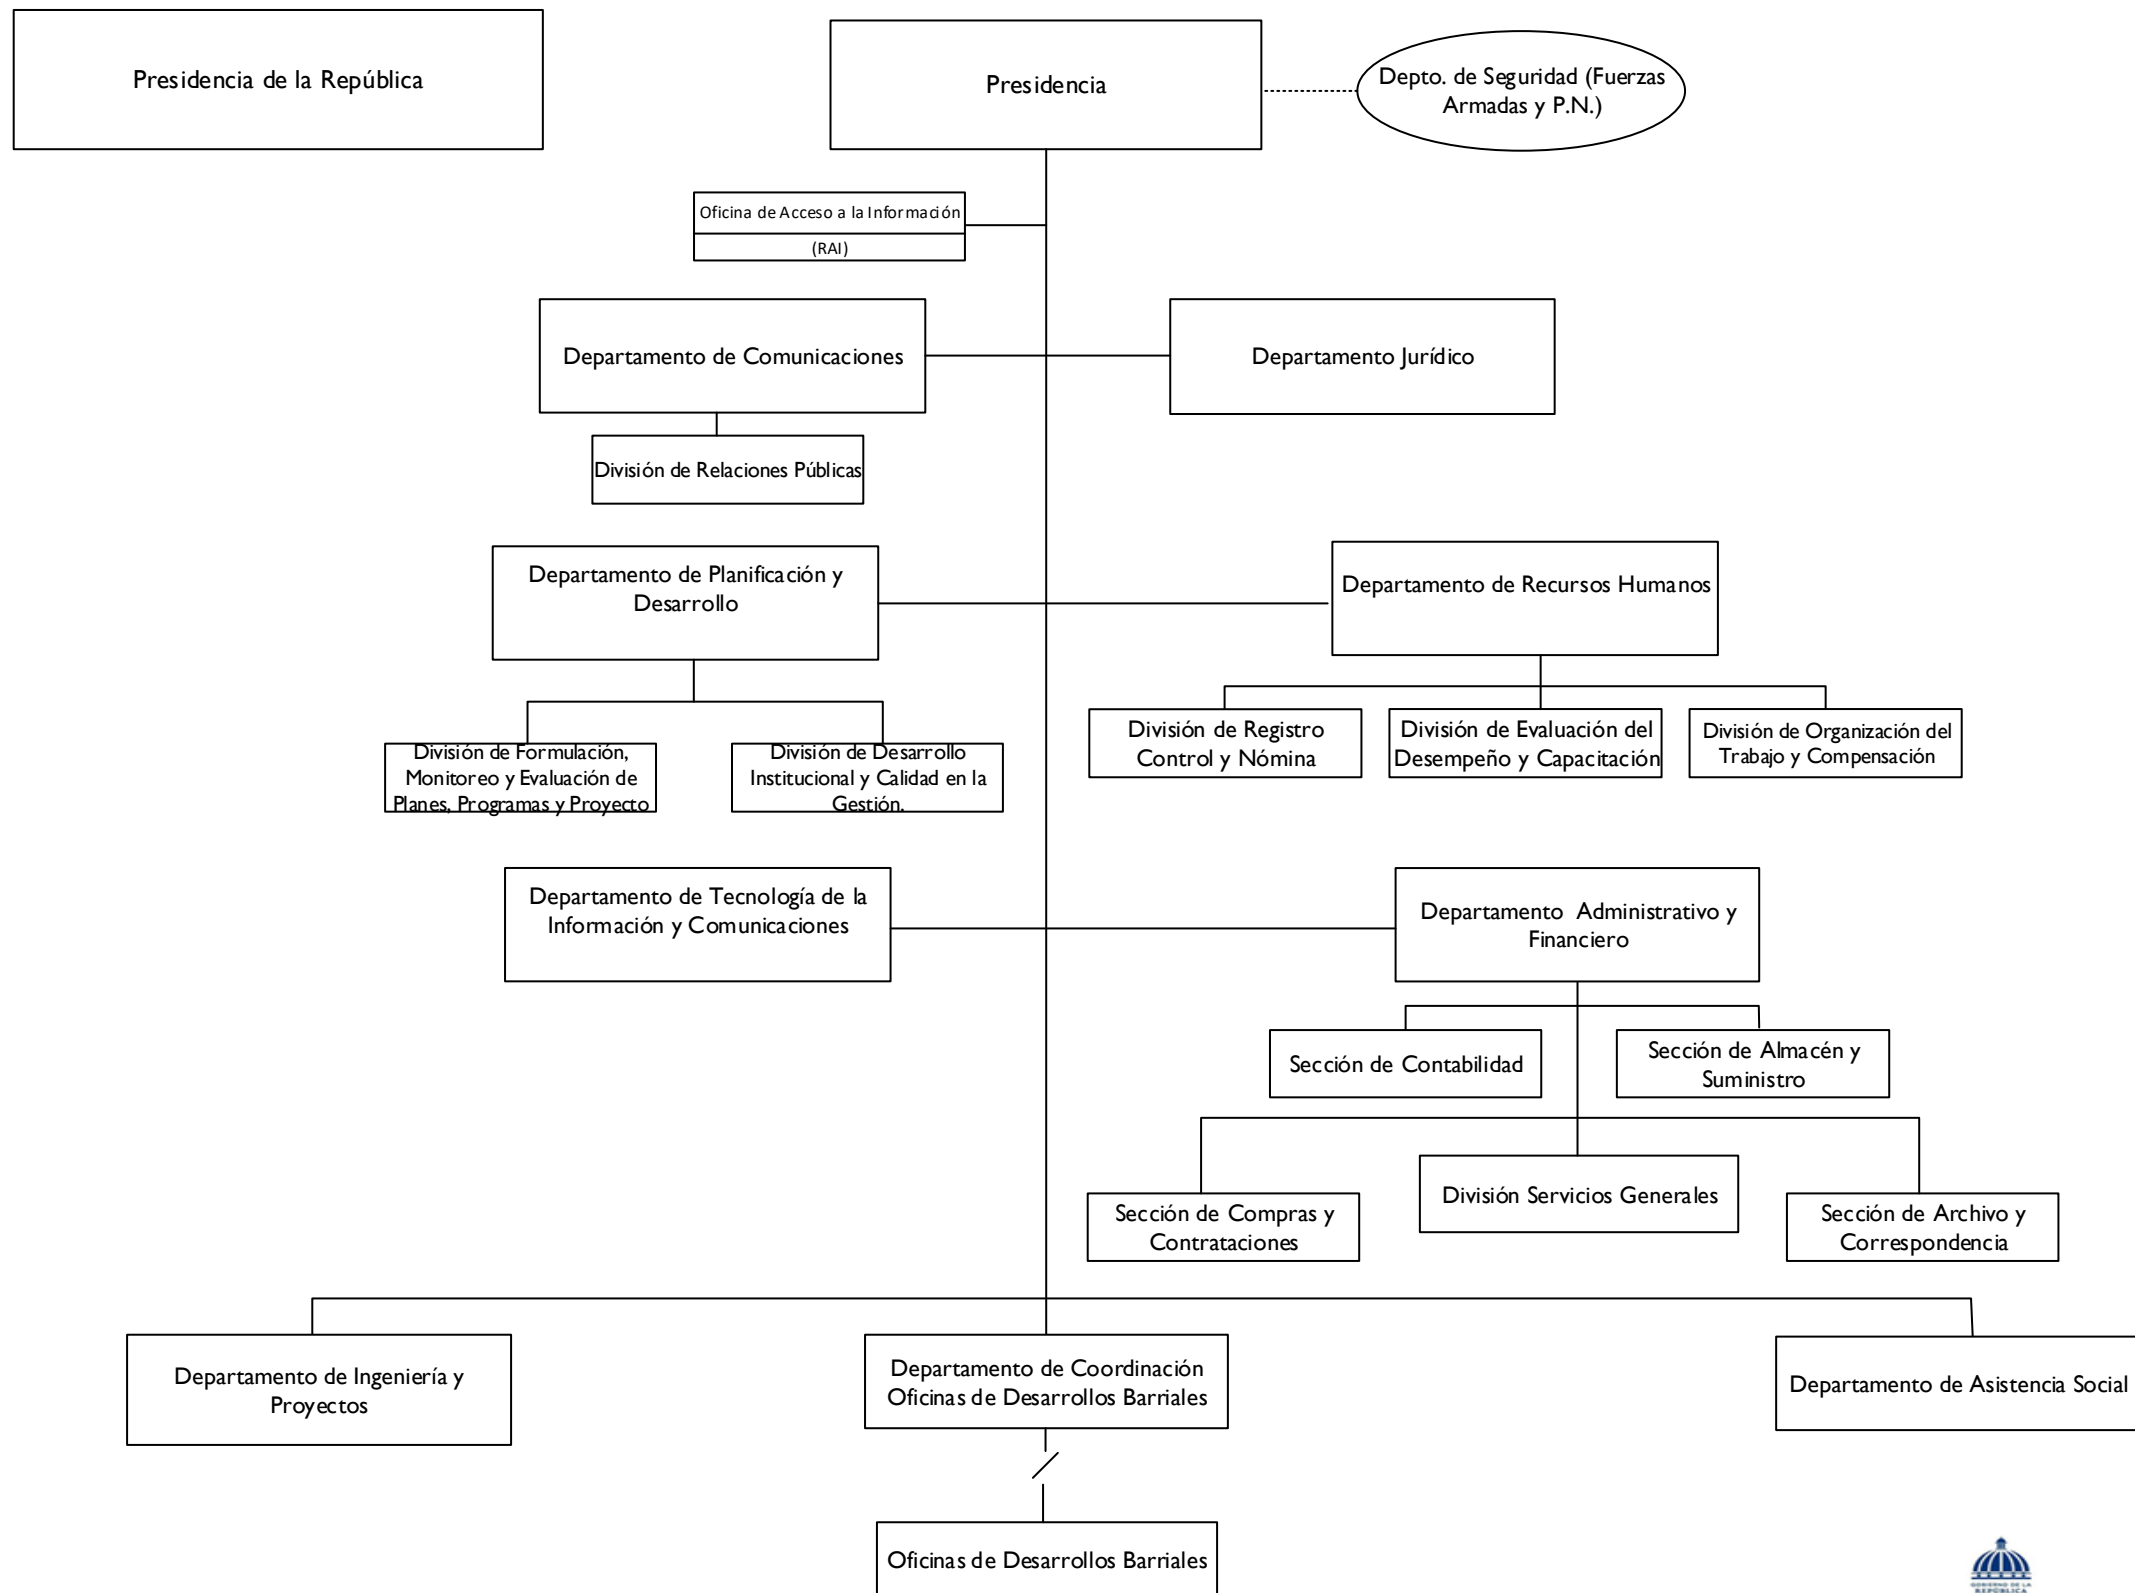 Presidencia de la República
Presidencia
Depto. de Seguridad (Fuerzas
Armadas y P.N.)
Oficina de Acceso a la Información
(RAI)
Departamento de Comunicaciones
Departamento Jurídico
División de Relaciones Públicas
Departamento de Planificación y
Desarrollo
Departamento de Recursos Humanos
División de Formulación,
Monitoreo y Evaluación de
Planes, Programas y Proyecto
División de Desarrollo
Institucional y Calidad en la
Gestión.
División de Registro
Control y Nómina
División de Evaluación del
Desempeño y Capacitación
División de Organización del
Trabajo y Compensación
Departamento de Tecnología de la
Información y Comunicaciones
Departamento Administrativo y
Financiero
Sección de Contabilidad
Sección de Almacén y
Suministro
Sección de Compras y
Contrataciones
División Servicios Generales
Sección de Archivo y
Correspondencia
Departamento de Ingeniería y
Proyectos
Departamento de Coordinación
Oficinas de Desarrollos Barriales
Departamento de Asistencia Social
Oficinas de Desarrollos Barriales
GOBIERNO DE LA
REPÚBLICA